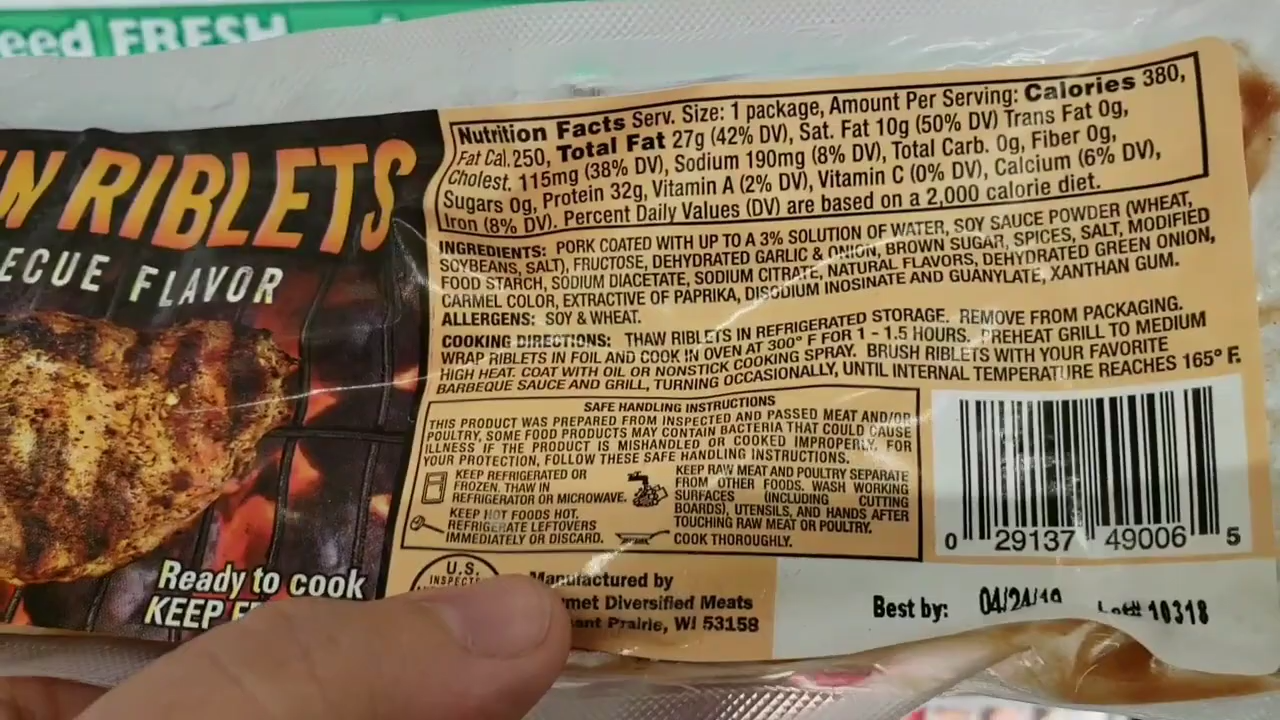 eed FRESH
N RIBLETS
ECUE FLAVOR
Ready to cook
KEEP
Nutrition Facts Serv. Size: 1 package, Amount Per Serving: Calories 380,
Fat Cal. 250, Total Fat 27g (42% DV), Sat. Fat 10g (50% DV) Trans Fat 0g,
Cholest. 115mg (38% DV), Sodium 190mg (8% DV), Total Carb. 0g, Fiber 0g,
Sugars 0g, Protein 32g, Vitamin A (2% DV), Vitamin C (0% DV), Calcium (6% DV),
Iron (8% DV). Percent Daily Values (DV) are based on a 2,000 calorie diet.
INGREDIENTS: PORK COATED WITH UP TO A 3% SOLUTION OF WATER, SOY SAUCE POWDER (WHEAT,
SOYBEANS, SALT), FRUCTOSE, DEHYDRATED GARLIC & ONION, BROWN SUGAR, SPICES, SALT, MODIFIED
FOOD STARCH, SODIUM DIACETATE, SODIUM CITRATE, NATURAL FLAVORS, DEHYDRATED GREEN ONION,
CARMEL COLOR, EXTRACTIVE OF PAPRIKA, DISODIUM INOSINATE AND GUANYLATE, XANTHAN GUM.
ALLERGENS: SOY & WHEAT.
COOKING DIRECTIONS: THAW RIBLETS IN REFRIGERATED STORAGE. REMOVE FROM PACKAGING.
WRAP RIBLETS IN FOIL AND COOK IN OVEN AT 300° F FOR 1 - 1.5 HOURS. PREHEAT GRILL TO MEDIUM
HIGH HEAT. COAT WITH OIL OR NONSTICK COOKING SPRAY. BRUSH RIBLETS WITH YOUR FAVORITE
BARBEQUE SAUCE AND GRILL, TURNING OCCASIONALLY, UNTIL INTERNAL TEMPERATURE REACHES 165° F.
SAFE HANDLING INSTRUCTIONS
THIS PRODUCT WAS PREPARED FROM INSPECTED AND PASSED MEAT AND/OR
POULTRY, SOME FOOD PRODUCTS MAY CONTAIN BACTERIA THAT COULD CAUSE
ILLNESS IF THE PRODUCT IS MISHANDLED OR COOKED IMPROPERLY. FOR
YOUR PROTECTION, FOLLOW THESE SAFE HANDLING INSTRUCTIONS.
KEEP REFRIGERATED OR
FROZEN. THAW IN
REFRIGERATOR OR MICROWAVE.
KEEP HOT FOODS HOT.
REFRIGERATE LEFTOVERS
IMMEDIATELY OR DISCARD.
KEEP RAW MEAT AND POULTRY SEPARATE
FROM OTHER FOODS. WASH WORKING
SURFACES (INCLUDING CUTTING
BOARDS), UTENSILS, AND HANDS AFTER
TOUCHING RAW MEAT OR POULTRY.
COOK THOROUGHLY.
0 29137 49006 5
U.S.
INSPECT
Manufactured by
met Diversified Meats
ant Prairie, WI 53158
Best by: 04/24/19 Lot# 10318